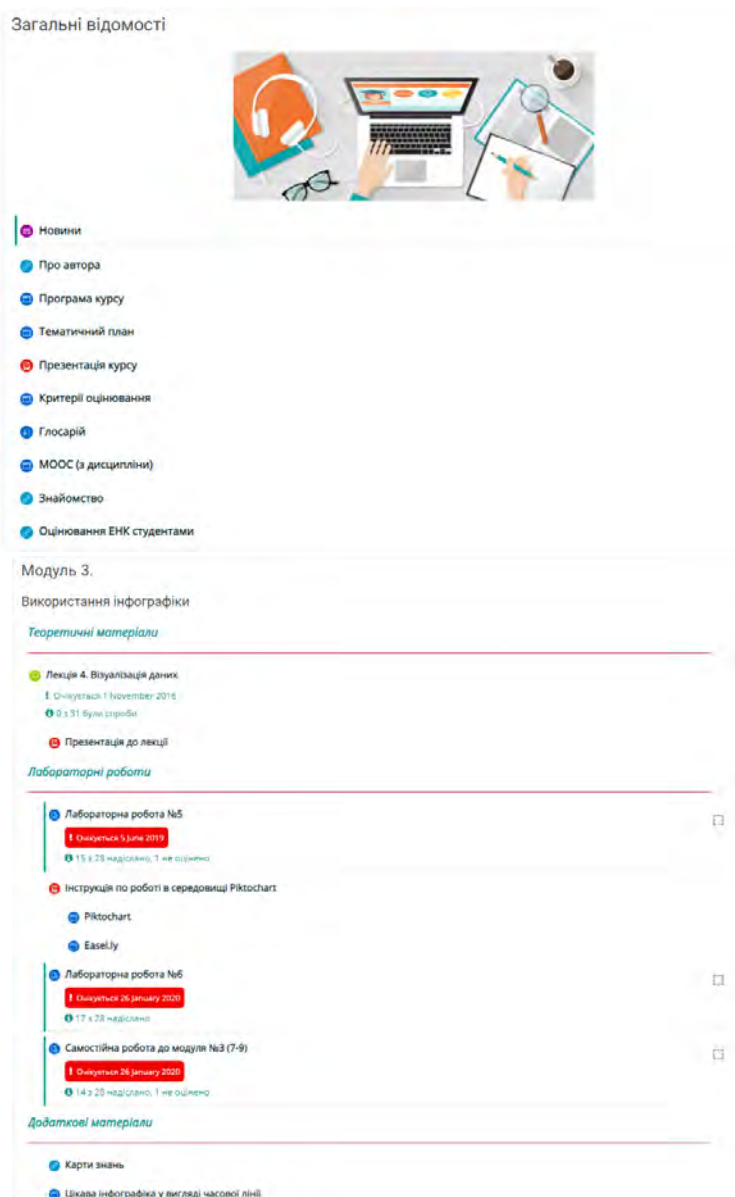 Загальні відомості
Новини
Про автора
Програма курсу
Тематичний план
Презентація курсу
Критерії оцінювання
Глосарій
МООС (з дисципліни)
Знайомство
Оцінювання ЕНК студентами
Модуль 3.
Використання інфографіки
Теоретичні матеріали
Лекція 4. Візуалізація даних
Очікується 1 November 2016
0 з 31 були спроби
Презентація до лекції
Лабораторні роботи
Лабораторна робота №5
Очікується 5 June 2019
15 з 28 надіслано, 1 не оцінено
Інструкція по роботі в середовищі Piktochart
Piktochart
Easel.ly
Лабораторна робота №6
Очікується 26 January 2020
17 з 28 надіслано
Самостійна робота до модуля №3 (7-9)
Очікується 26 January 2020
14 з 28 надіслано, 1 не оцінено
Додаткові матеріали
Карти знань
Цікава інфографіка у вигляді часової лінії